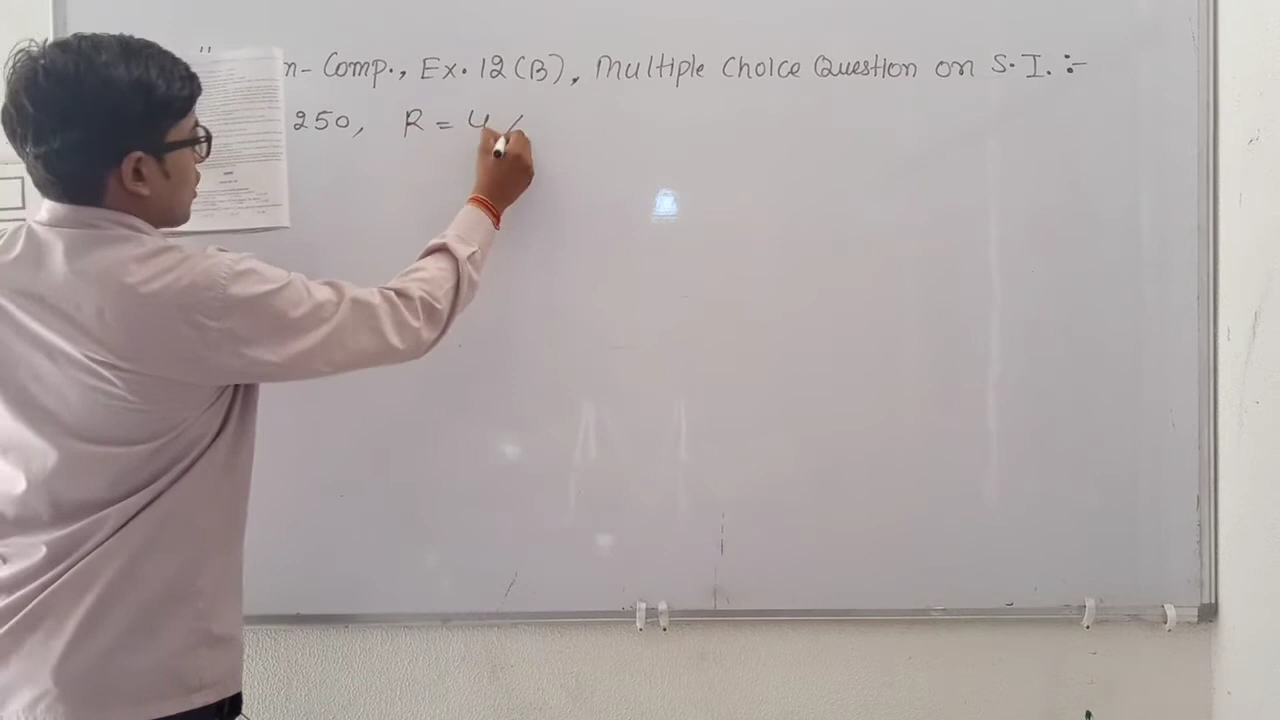 n- Comp., Ex. 12 (B), Multiple Choice Question on S.I. :-
250, R = 4